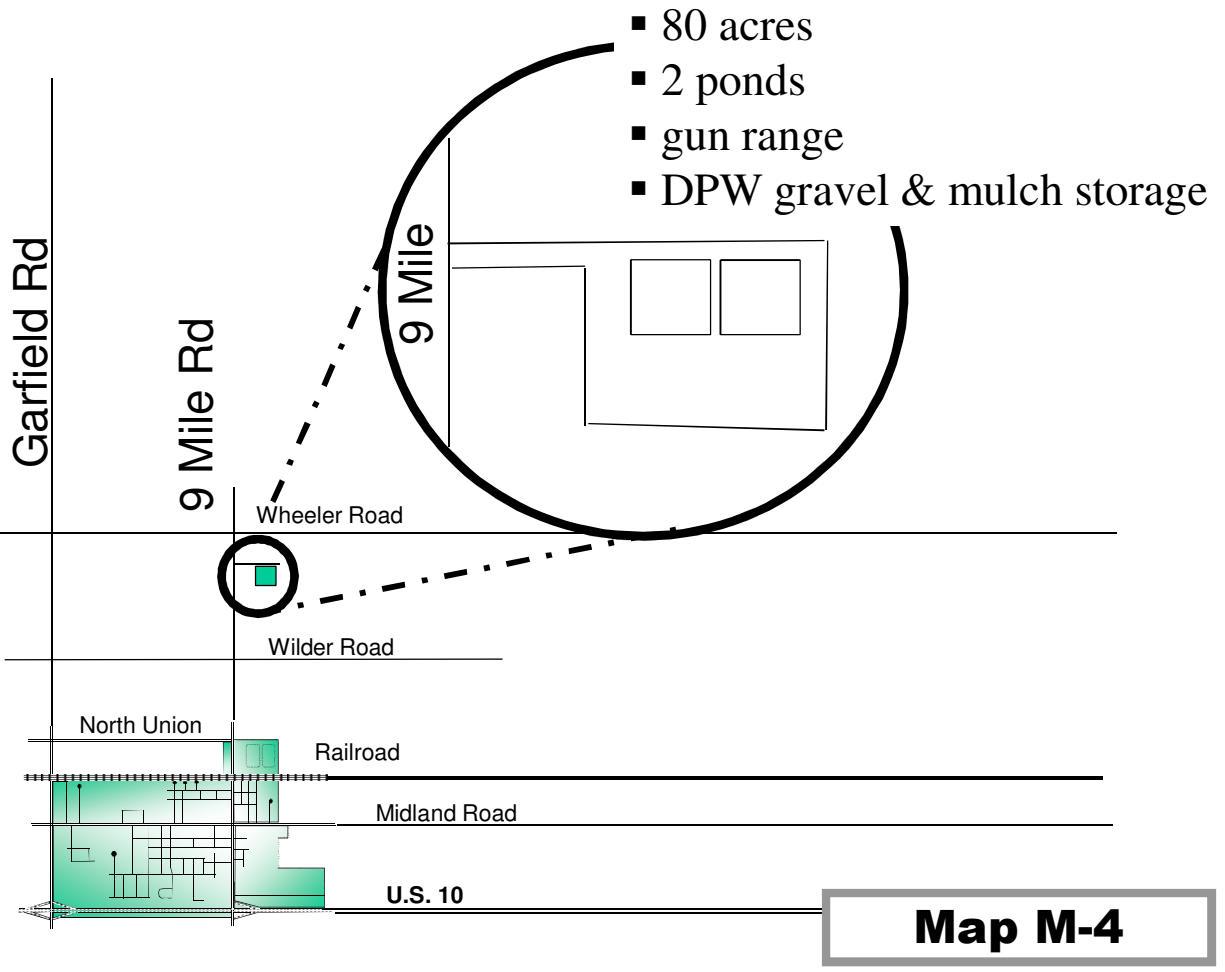 ▪ 80 acres
▪ 2 ponds
▪ gun range
▪ DPW gravel & mulch storage
Garfield Rd
9 Mile Rd
9 Mile
Wheeler Road
Wilder Road
North Union
Railroad
Midland Road
U.S. 10
Map M-4